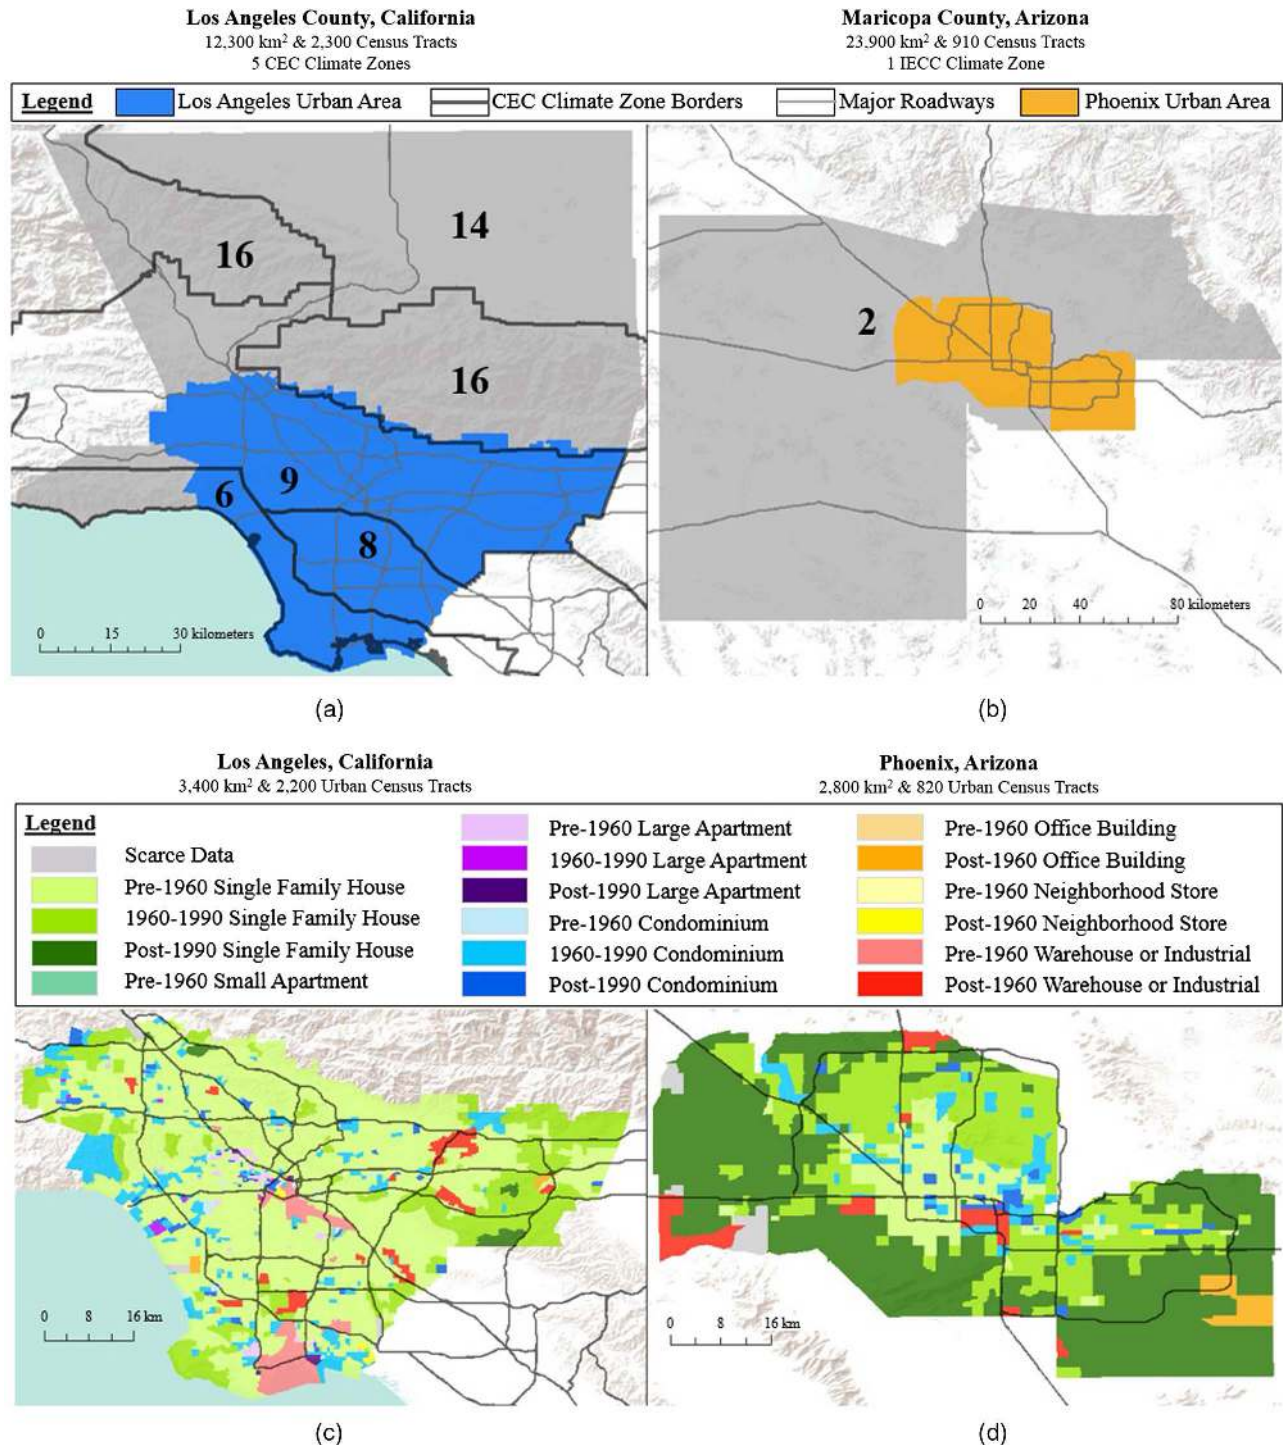 Los Angeles County, California
12,300 km² & 2,300 Census Tracts
5 CEC Climate Zones
Maricopa County, Arizona
23,900 km² & 910 Census Tracts
1 IECC Climate Zone
Legend
Los Angeles Urban Area
CEC Climate Zone Borders
Major Roadways
Phoenix Urban Area
14
16
16
9
6
8
0 15 30 kilometers
2
0 20 40 80 kilometers
(a)
(b)
Los Angeles, California
3,400 km² & 2,200 Urban Census Tracts
Phoenix, Arizona
2,800 km² & 820 Urban Census Tracts
Legend
Scarce Data
Pre-1960 Single Family House
1960-1990 Single Family House
Post-1990 Single Family House
Pre-1960 Small Apartment
Pre-1960 Large Apartment
1960-1990 Large Apartment
Post-1990 Large Apartment
Pre-1960 Condominium
1960-1990 Condominium
Post-1990 Condominium
Pre-1960 Office Building
Post-1960 Office Building
Pre-1960 Neighborhood Store
Post-1960 Neighborhood Store
Pre-1960 Warehouse or Industrial
Post-1960 Warehouse or Industrial
0 8 16 km
0 8 16 km
(c)
(d)